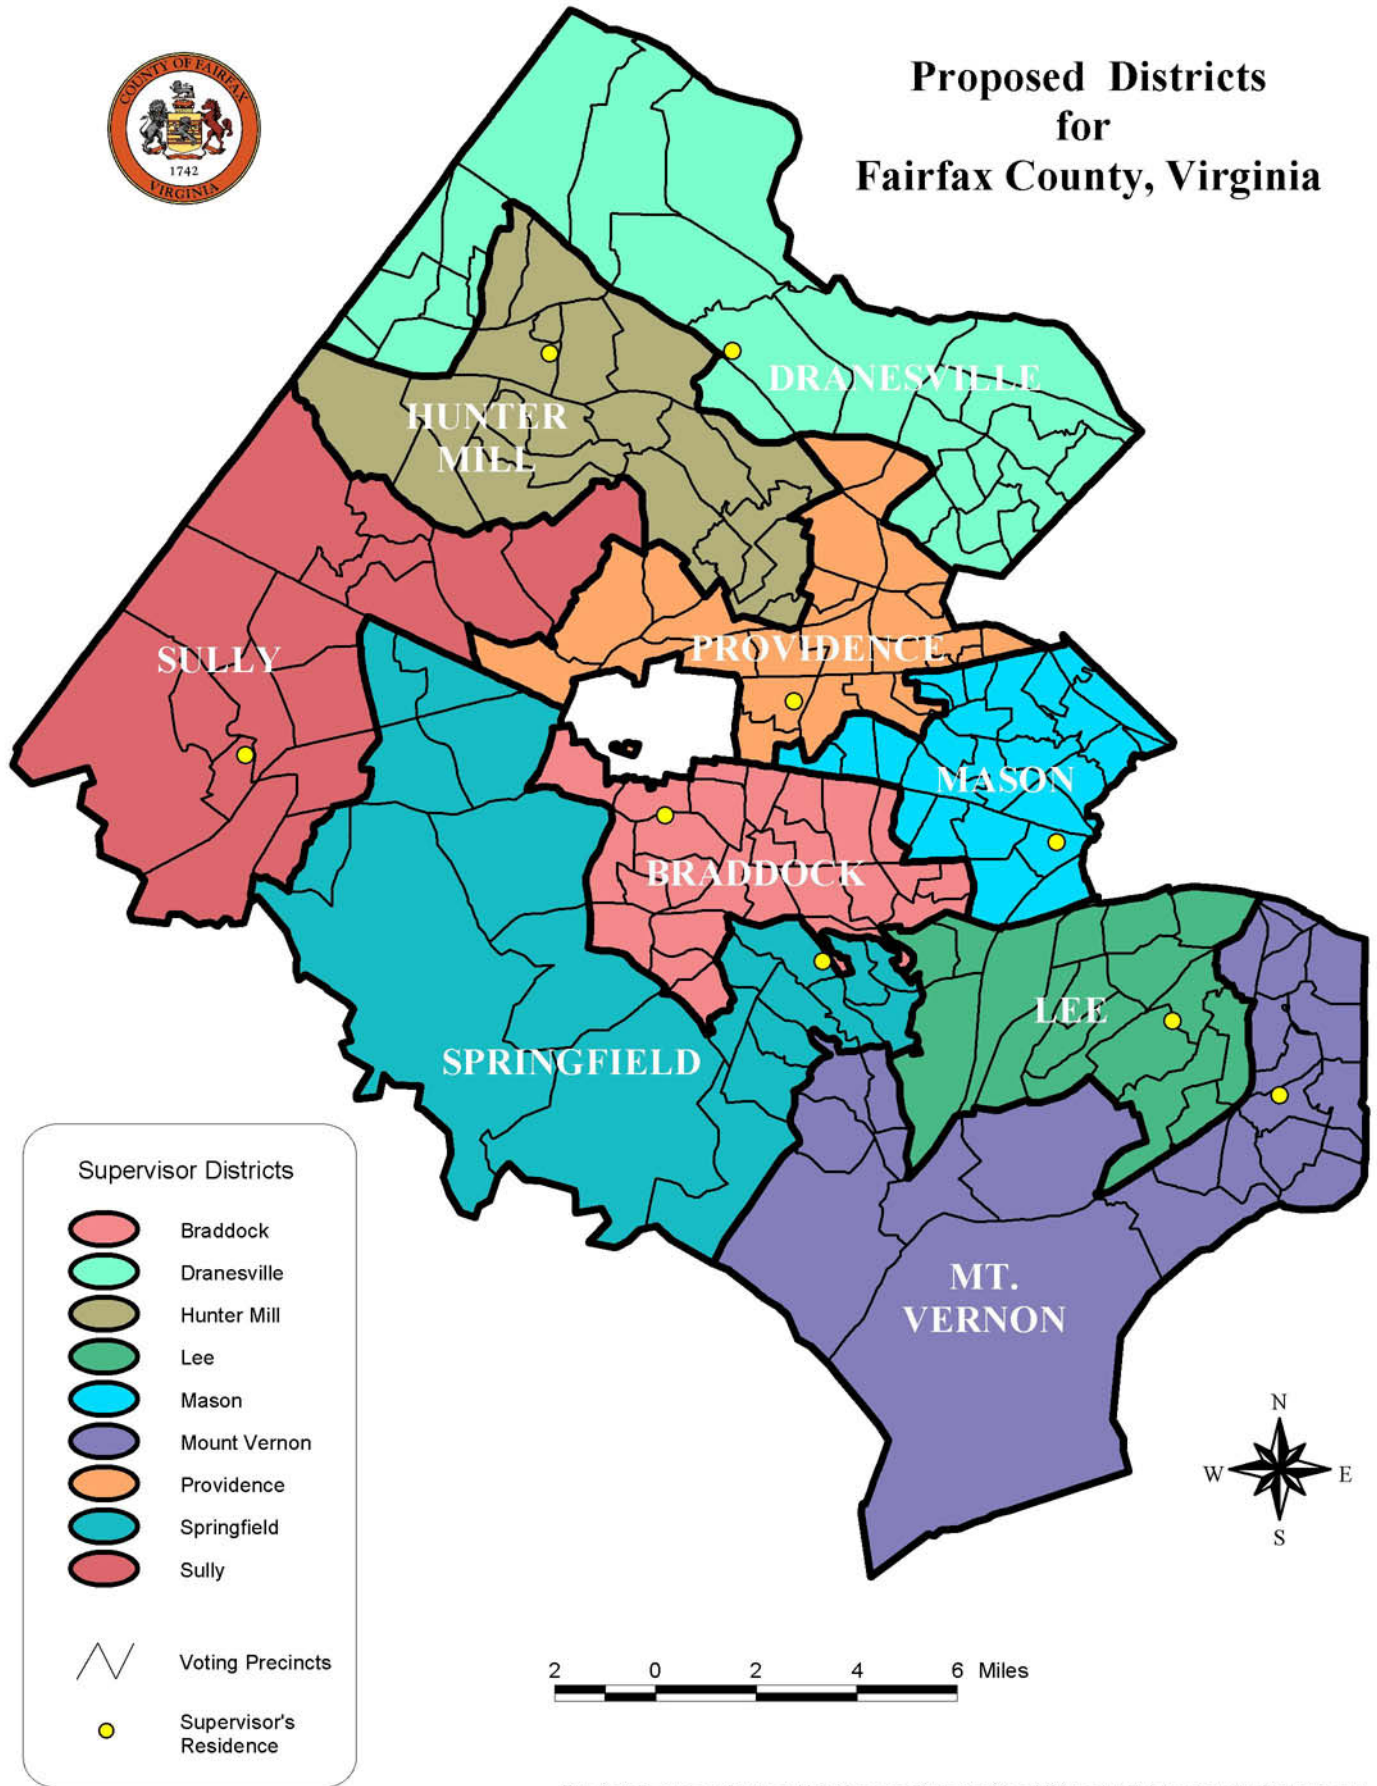 COUNTY OF FAIRFAX
1742
VIRGINIA
Proposed Districts
for
Fairfax County, Virginia
DRANESVILLE
HUNTER
MILL
SULLY
PROVIDENCE
MASON
BRADDOCK
LEE
SPRINGFIELD
MT.
VERNON
Supervisor Districts
Braddock
Dranesville
Hunter Mill
Lee
Mason
Mount Vernon
Providence
Springfield
Sully
Voting Precincts
Supervisor's
Residence
N
W E
S
2 0 2 4 6 Miles